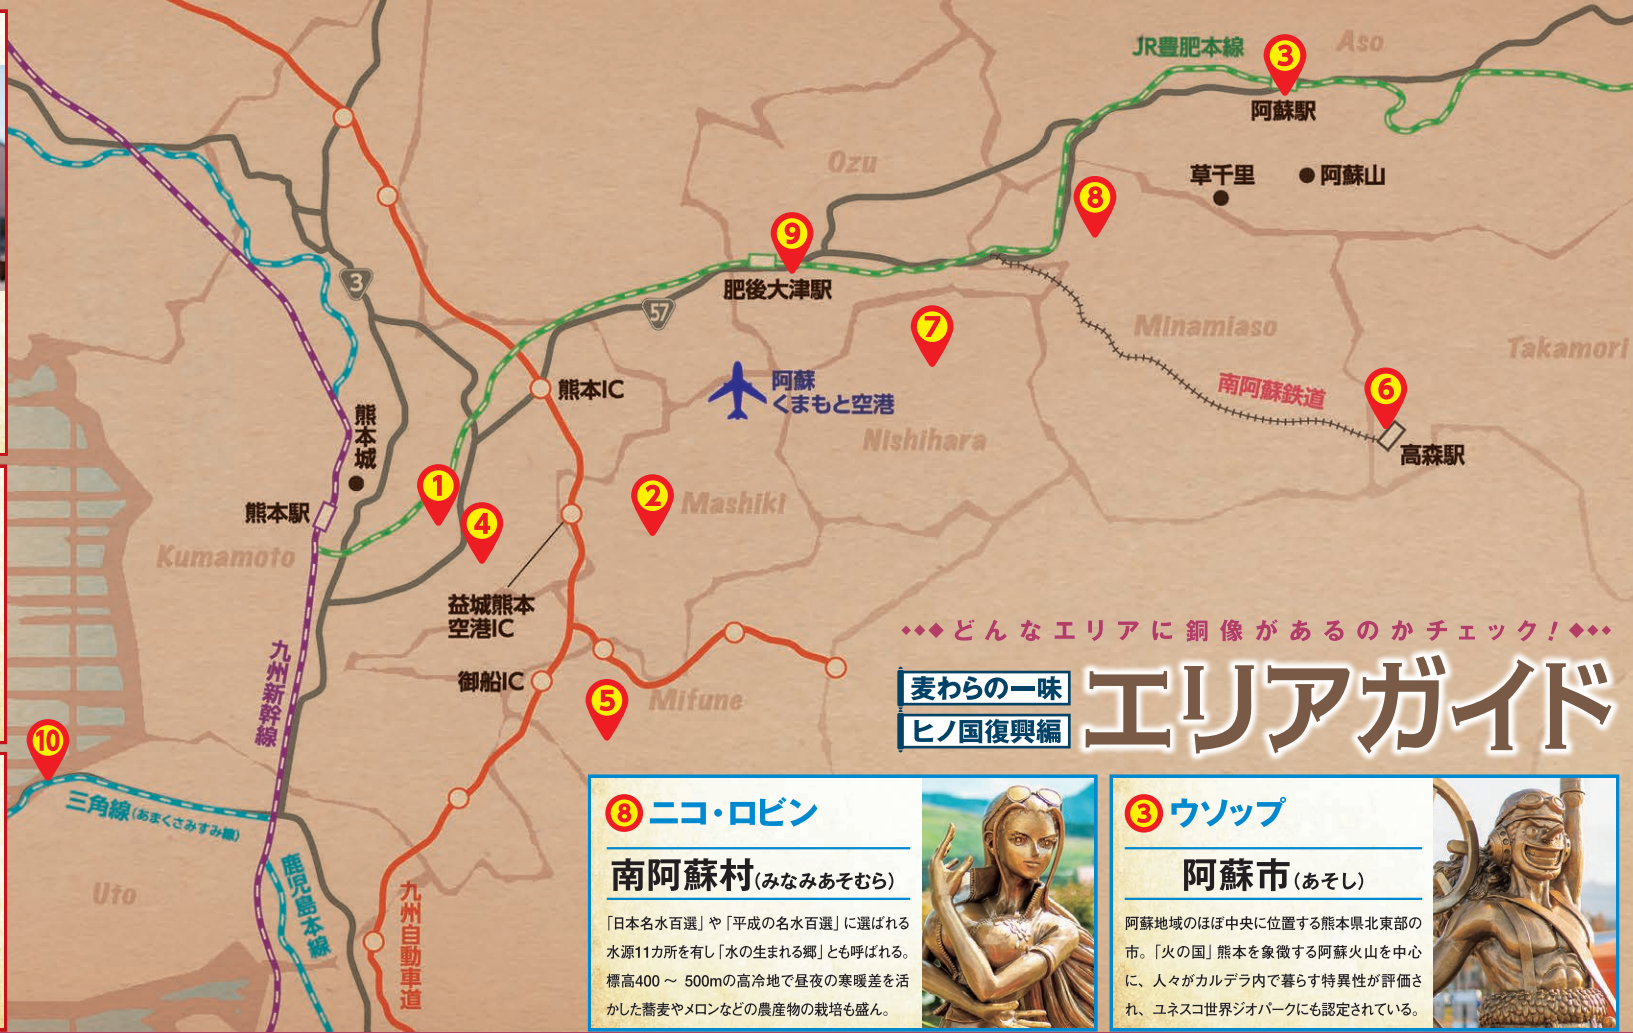 JR豊肥本線
Aso
3
阿蘇駅
Ozu
草千里
阿蘇山
8
9
肥後大津駅
3
57
7
Minamiaso
Takamori
阿蘇
くまもと空港
南阿蘇鉄道
6
高森駅
熊本IC
熊本城
Nishihara
1
2
Mashiki
4
熊本駅
Kumamoto
益城熊本
空港IC
御船IC
5
Mifune
九州新幹線
10
三角線(あまくさみすみ線)
鹿児島本線
Uto
九州自動車道
どんなエリアに銅像があるのかチェック!
麦わらの一味
ヒノ国復興編
エリアガイド
8 ニコ・ロビン
南阿蘇村(みなみあそむら)
「日本名水百選」や「平成の名水百選」に選ばれる
水源11カ所を有し「水の生まれる郷」とも呼ばれる。
標高400～500mの高冷地で昼夜の寒暖差を活
かした蕎麦やメロンなどの農産物の栽培も盛ん。
3 ウソップ
阿蘇市(あそし)
阿蘇地域のほぼ中央に位置する熊本県北東部の
市。「火の国」熊本を象徴する阿蘇火山を中心
に、人々がカルデラ内で暮らす特異性が評価さ
れ、ユネスコ世界ジオパークにも認定されている。